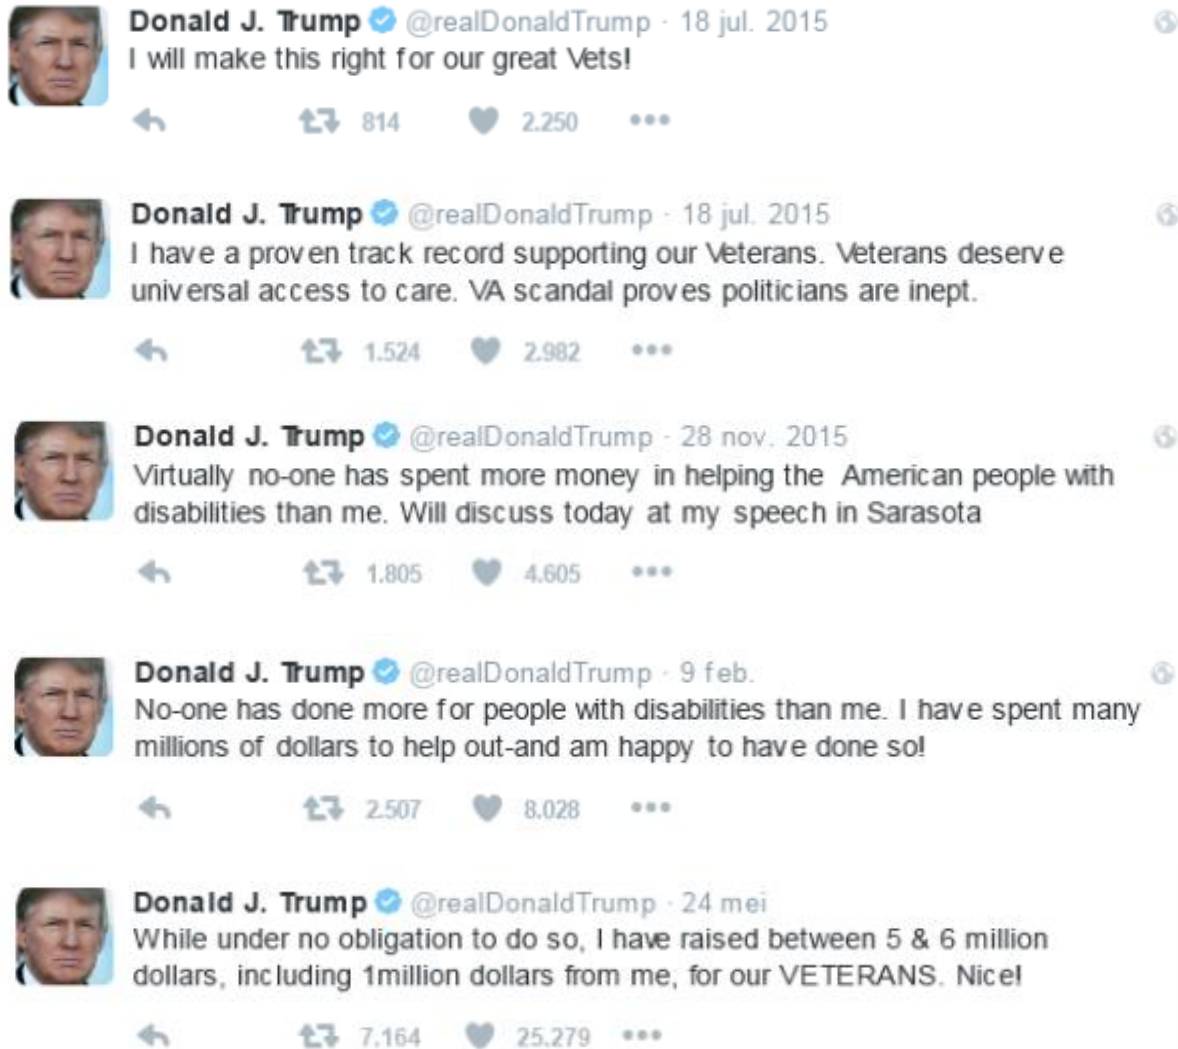 Donald J. Trump @realDonaldTrump · 18 jul. 2015
I will make this right for our great Vets!
814 2.250
Donald J. Trump @realDonaldTrump · 18 jul. 2015
I have a proven track record supporting our Veterans. Veterans deserve
universal access to care. VA scandal proves politicians are inept.
1.524 2.982
Donald J. Trump @realDonaldTrump · 28 nov. 2015
Virtually no-one has spent more money in helping the American people with
disabilities than me. Will discuss today at my speech in Sarasota
1.805 4.605
Donald J. Trump @realDonaldTrump · 9 feb.
No-one has done more for people with disabilities than me. I have spent many
millions of dollars to help out-and am happy to have done so!
2.507 8.028
Donald J. Trump @realDonaldTrump · 24 mei
While under no obligation to do so, I have raised between 5 & 6 million
dollars, including 1million dollars from me, for our VETERANS. Nice!
7.164 25.279